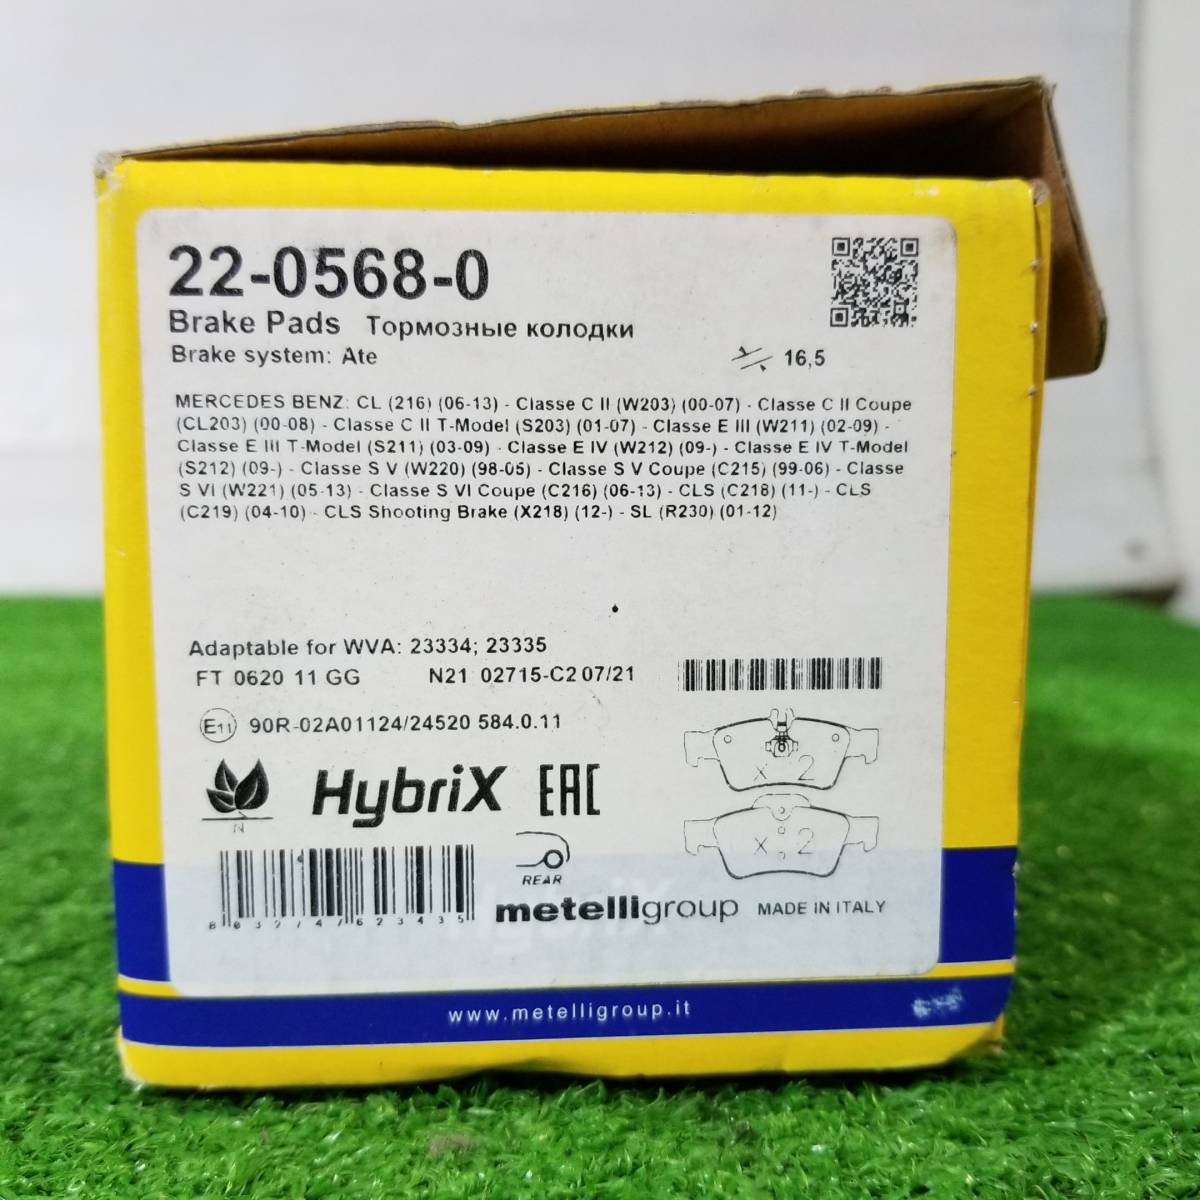 22-0568-0
Brake Pads Тормозные колодки
Brake system: Ate
16,5
MERCEDES BENZ: CL (216) (06-13) - Classe C II (W203) (00-07) - Classe C II Coupe
(CL203) (00-08) - Classe C II T-Model (S203) (01-07) - Classe E III (W211) (02-09) -
Classe E III T-Model (S211) (03-09) - Classe E IV (W212) (09-) - Classe E IV T-Model
(S212) (09-) - Classe S V (W220) (98-05) - Classe S V Coupe (C215) (99-06) - Classe
S VI (W221) (05-13) - Classe S VI Coupe (C216) (06-13) - CLS (C218) (11-) - CLS
(C219) (04-10) - CLS Shooting Brake (X218) (12-) - SL (R230) (01-12)
Adaptable for WVA: 23334; 23335
FT 0620 11 GG N21 02715-C2 07/21
E11 90R-02A01124/24520 584.0.11
x 2
N
HybriX EAC
x 2
REAR
8032747623435
metelligroup MADE IN ITALY
HybriX
www.metelligroup.it